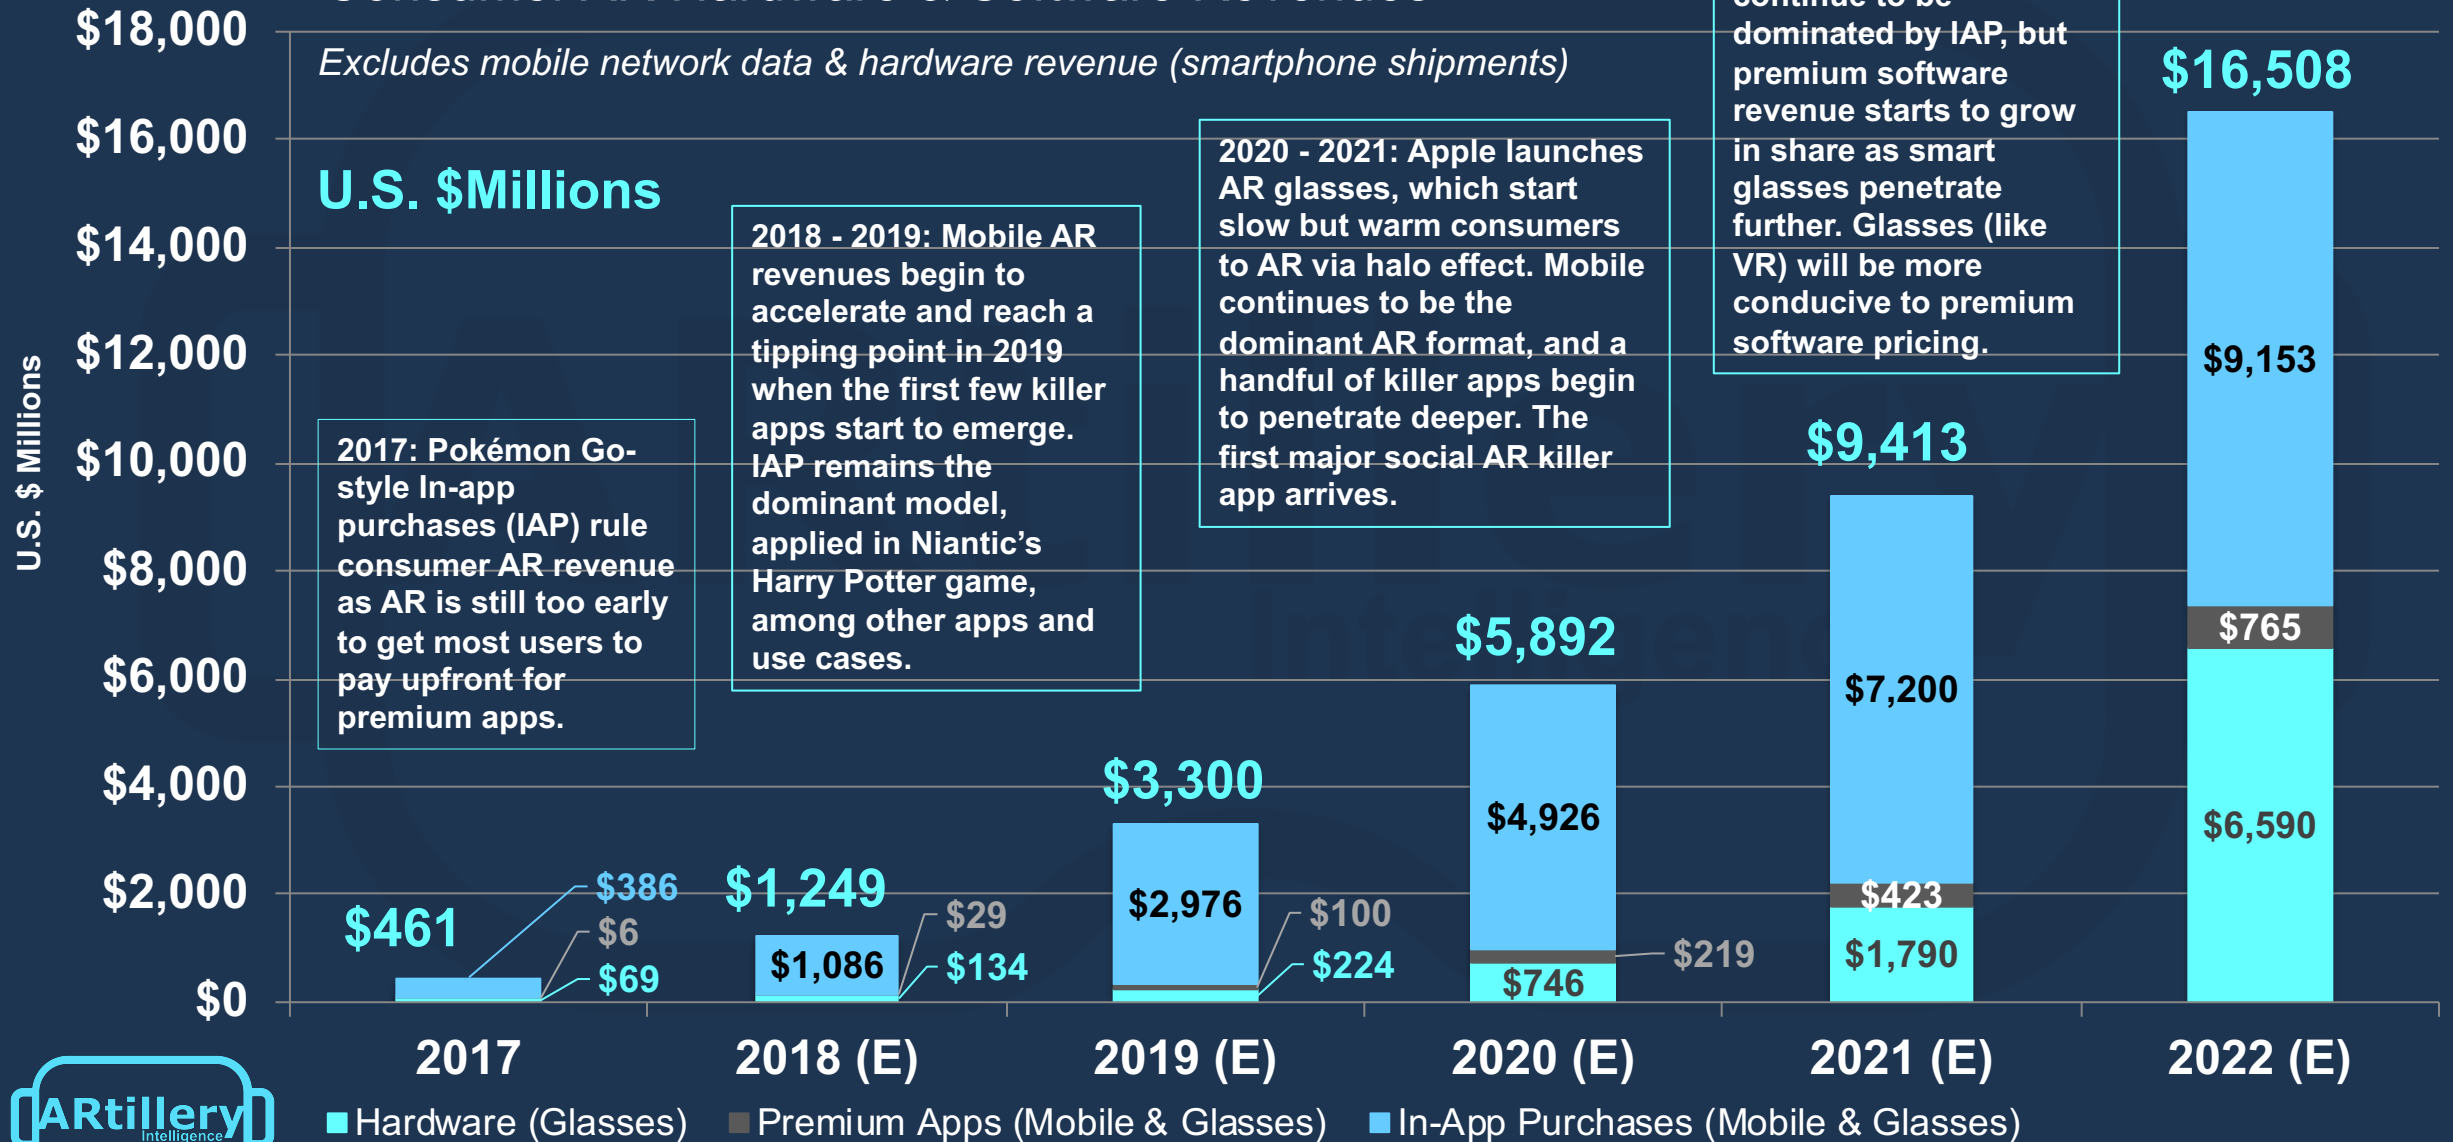 Consumer AR Hardware & Software Revenues
Excludes mobile network data & hardware revenue (smartphone shipments)
U.S. $Millions
U.S. $ Millions
$18,000
$16,000
$14,000
$12,000
$10,000
$8,000
$6,000
$4,000
$2,000
$0
2017: Pokémon Go-
style In-app
purchases (IAP) rule
consumer AR revenue
as AR is still too early
to get most users to
pay upfront for
premium apps.
2018 - 2019: Mobile AR
revenues begin to
accelerate and reach a
tipping point in 2019
when the first few killer
apps start to emerge.
IAP remains the
dominant model,
applied in Niantic’s
Harry Potter game,
among other apps and
use cases.
2020 - 2021: Apple launches
AR glasses, which start
slow but warm consumers
to AR via halo effect. Mobile
continues to be the
dominant AR format, and a
handful of killer apps begin
to penetrate deeper. The
first major social AR killer
app arrives.
continue to be
dominated by IAP, but
premium software
revenue starts to grow
in share as smart
glasses penetrate
further. Glasses (like
VR) will be more
conducive to premium
software pricing.
$461
$386
$6
$69
$1,249
$1,086
$29
$134
$3,300
$2,976
$100
$224
$5,892
$4,926
$219
$746
$9,413
$7,200
$423
$1,790
$16,508
$9,153
$765
$6,590
2017
2018 (E)
2019 (E)
2020 (E)
2021 (E)
2022 (E)
Hardware (Glasses)
Premium Apps (Mobile & Glasses)
In-App Purchases (Mobile & Glasses)
ARtillery
Intelligence
Intelligence